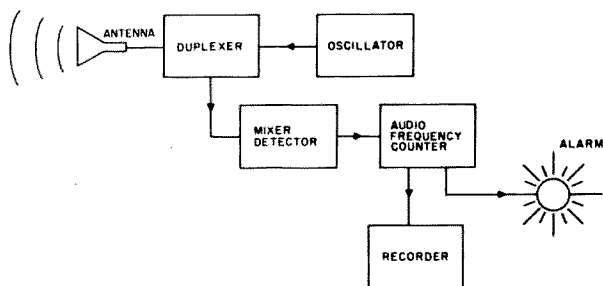 ANTENNA
DUPLEXER
OSCILLATOR
MIXER
DETECTOR
AUDIO
FREQUENCY
COUNTER
ALARM
RECORDER